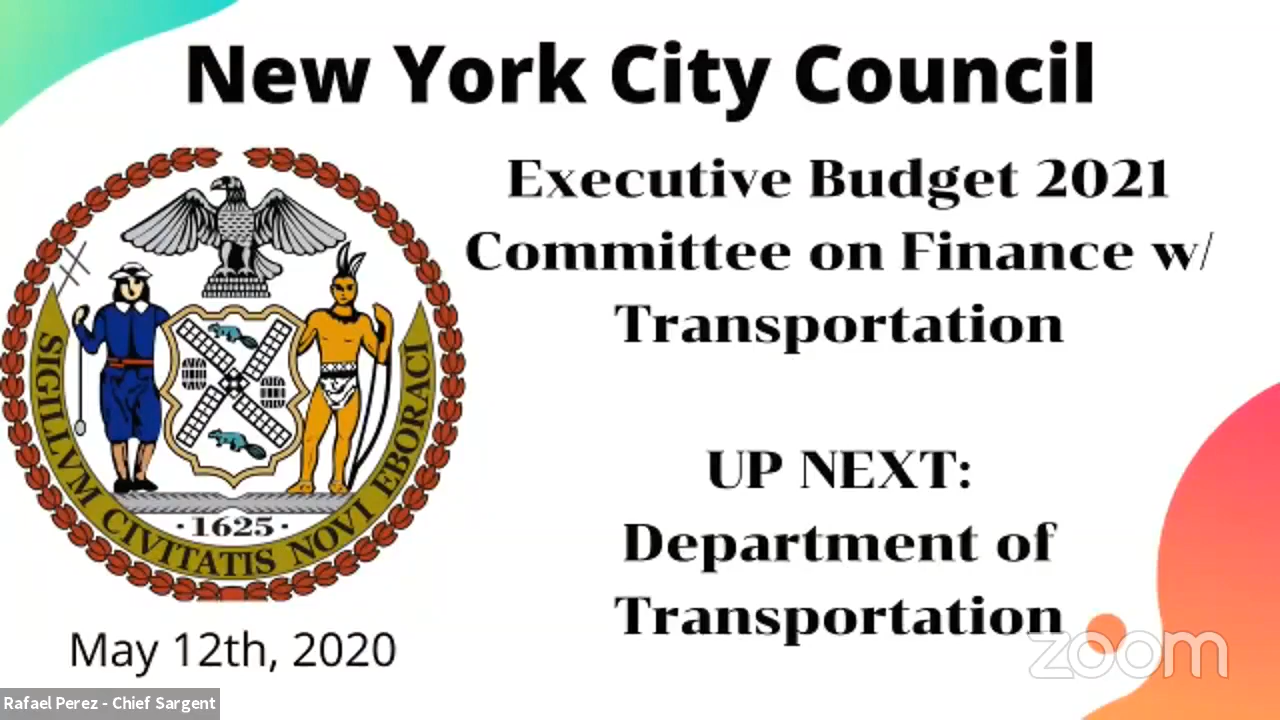 New York City Council
Executive Budget 2021
Committee on Finance w/
Transportation
UP NEXT:
Department of
Transportation
SIGILLVM CIVITATIS NOVI EBORACI
·1625·
May 12th, 2020
Rafael Perez - Chief Sargent
zoom